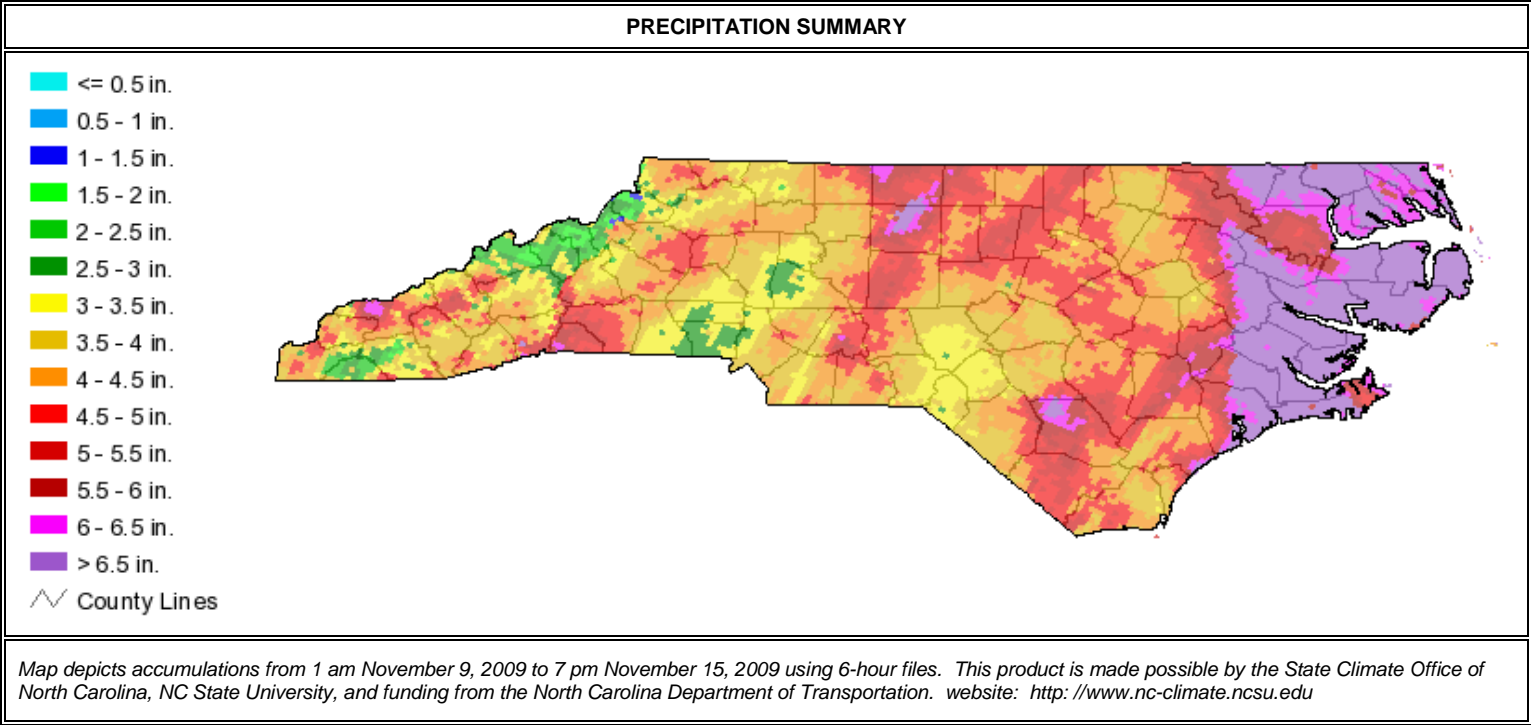 PRECIPITATION SUMMARY
<= 0.5 in.
0.5 - 1 in.
1 - 1.5 in.
1.5 - 2 in.
2 - 2.5 in.
2.5 - 3 in.
3 - 3.5 in.
3.5 - 4 in.
4 - 4.5 in.
4.5 - 5 in.
5 - 5.5 in.
5.5 - 6 in.
6 - 6.5 in.
> 6.5 in.
County Lines
Map depicts accumulations from 1 am November 9, 2009 to 7 pm November 15, 2009 using 6-hour files. This product is made possible by the State Climate Office of
North Carolina, NC State University, and funding from the North Carolina Department of Transportation. website: http: //www.nc-climate.ncsu.edu